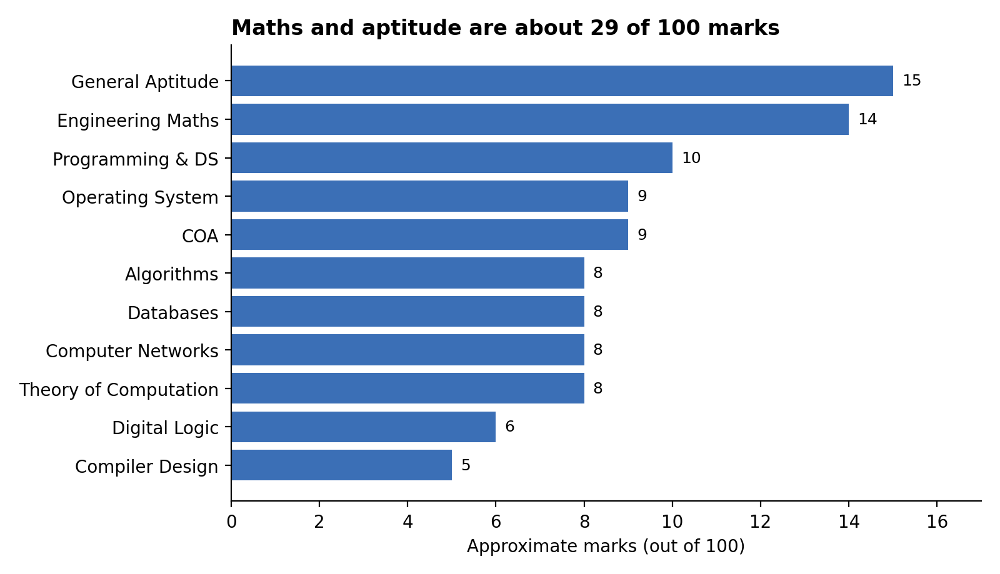 Maths and aptitude are about 29 of 100 marks
General Aptitude 15
Engineering Maths 14
Programming & DS 10
Operating System 9
COA 9
Algorithms 8
Databases 8
Computer Networks 8
Theory of Computation 8
Digital Logic 6
Compiler Design 5
0 2 4 6 8 10 12 14 16
Approximate marks (out of 100)